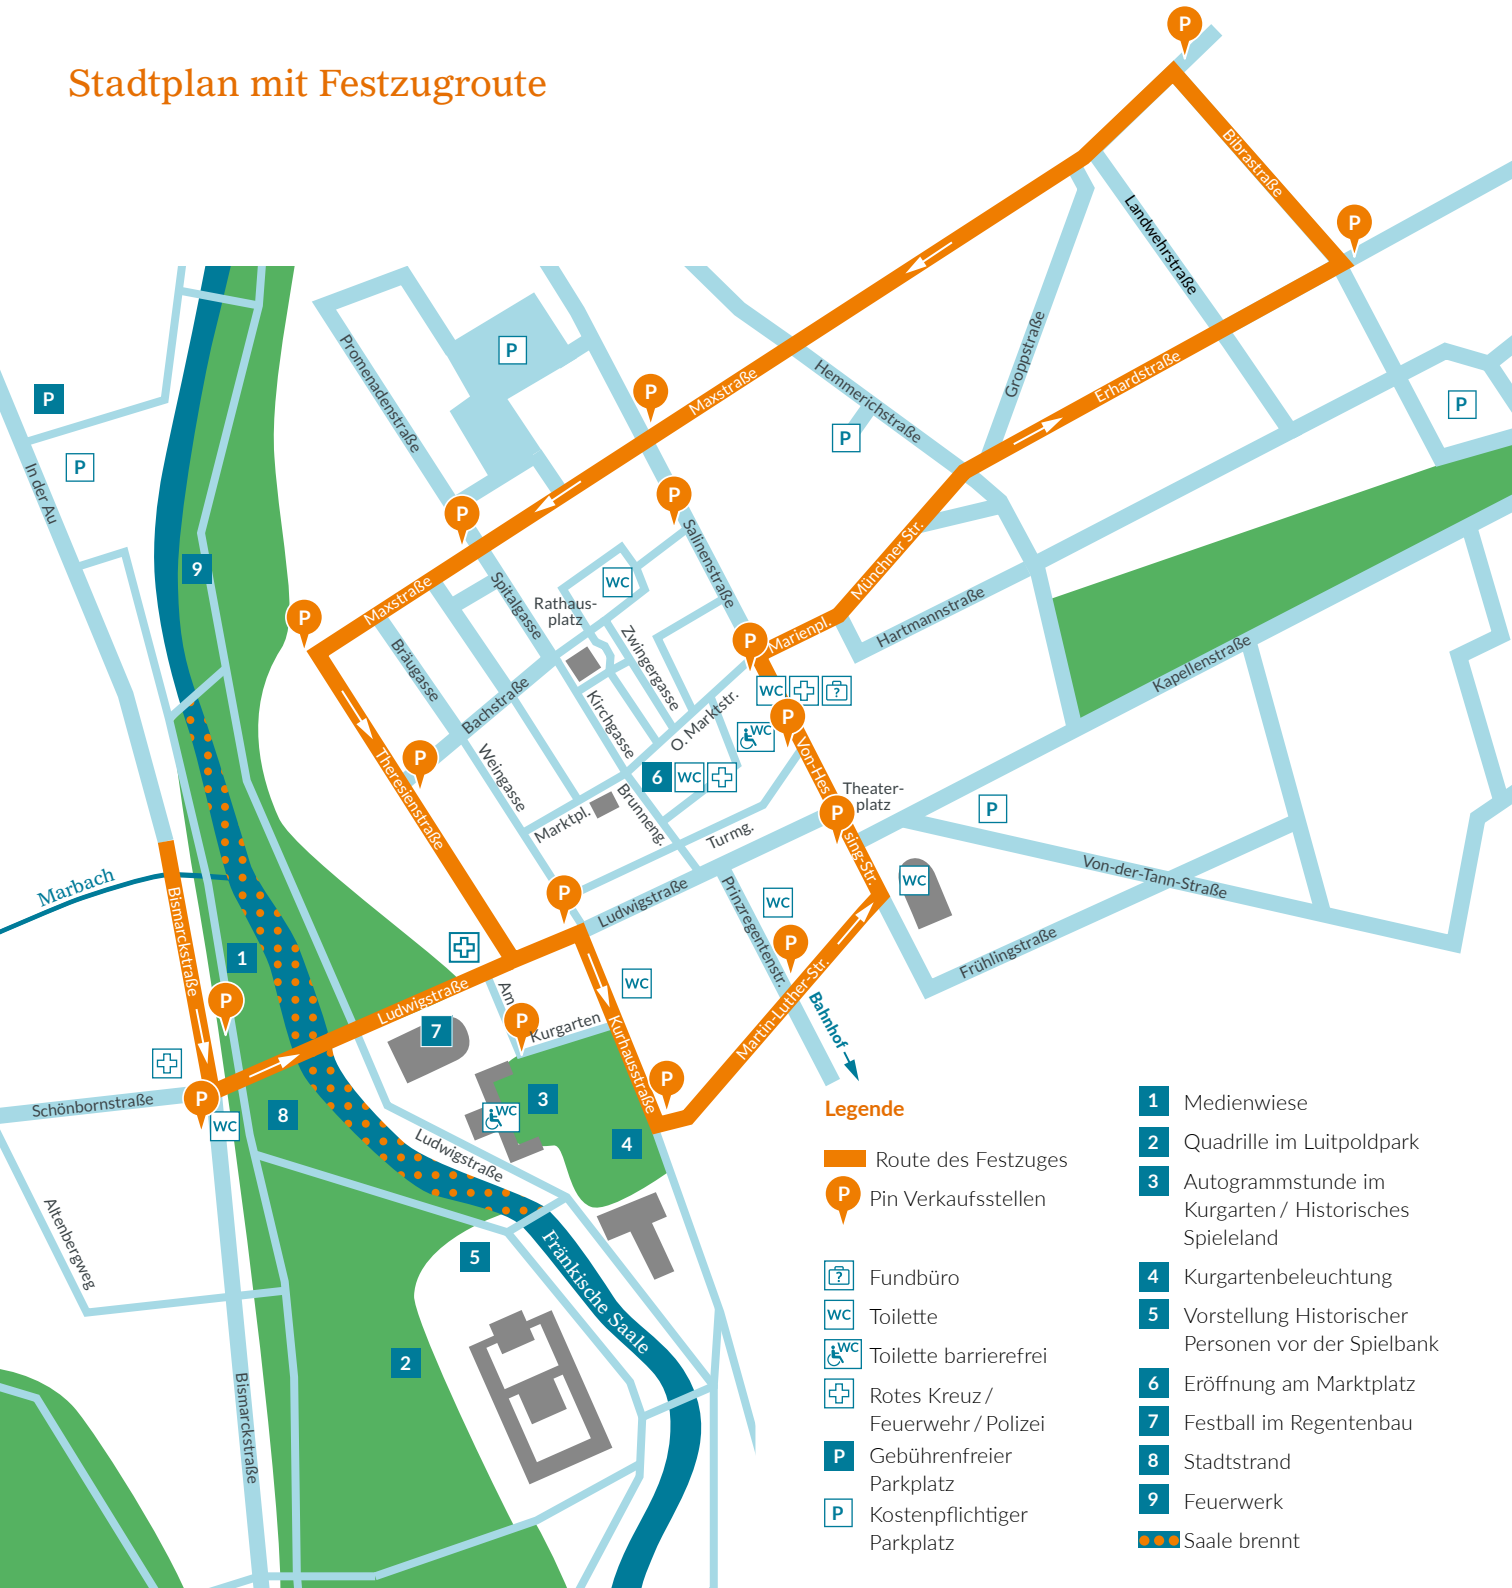 Stadtplan mit Festzugroute
P
Bibrastraße
P
Landwehrstraße
Groppstraße
Erhardstraße
Hemmerichstraße
Maxstraße
P
P
P
P
P
P
In der Au
Promenadenstraße
P
P
Salinenstraße
Münchner Str.
Marienpl.
Hartmannstraße
Kapellenstraße
9
P
Maxstraße
Spitalgasse
Rathaus-
platz
WC
Zwingergasse
P
WC
?
P
WC
Bräugasse
Bachstraße
Kirchgasse
O. Marktstr.
P
Theresienstraße
Weingasse
6
WC
Marktpl.
Brunneng.
Turmg.
Von-Hes
sing-Str.
Theater-
platz
P
P
Von-der-Tann-Straße
Frühlingstraße
WC
Marbach
Bismarckstraße
1
P
P
Ludwigstraße
Prinzregentenstr.
WC
P
Martin-Luther-Str.
Bahnhof
WC
Ludwigstraße
Am
Kurgarten
P
Kurhausstraße
P
7
3
WC
4
Schönbornstraße
P
WC
8
Ludwigstraße
Altenbergweg
5
Fränkische Saale
2
Bismarckstraße
Legende
Route des Festzuges
P Pin Verkaufsstellen
? Fundbüro
WC Toilette
WC Toilette barrierefrei
Rotes Kreuz /
Feuerwehr / Polizei
P Gebührenfreier
Parkplatz
P Kostenpflichtiger
Parkplatz
1 Medienwiese
2 Quadrille im Luitpoldpark
3 Autogrammstunde im
Kurgarten / Historisches
Spieleland
4 Kurgartenbeleuchtung
5 Vorstellung Historischer
Personen vor der Spielbank
6 Eröffnung am Marktplatz
7 Festball im Regentenbau
8 Stadtstrand
9 Feuerwerk
Saale brennt